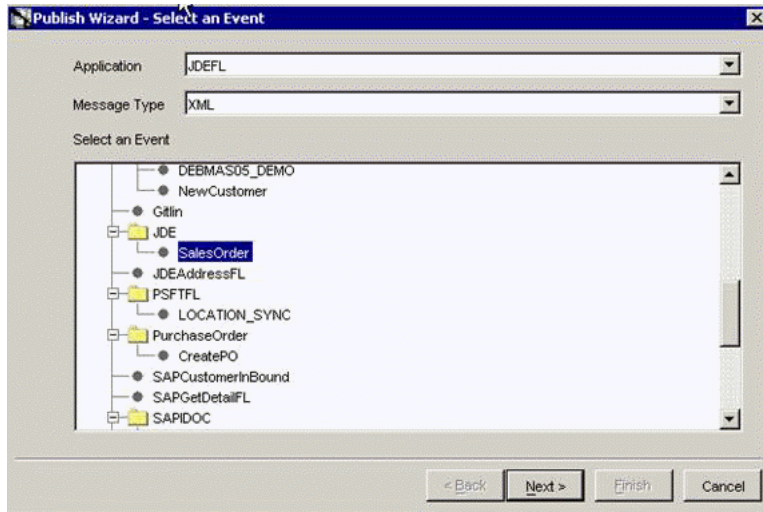 Publish Wizard - Select an Event
Application JDEFL
Message Type XML
Select an Event
DEBMAS05_DEMO
NewCustomer
Gitlin
JDE
SalesOrder
JDEAddressFL
PSFTFL
LOCATION_SYNC
PurchaseOrder
CreatePO
SAPCustomerInBound
SAPGetDetailFL
SAPIDOC
< Back Next > Finish Cancel